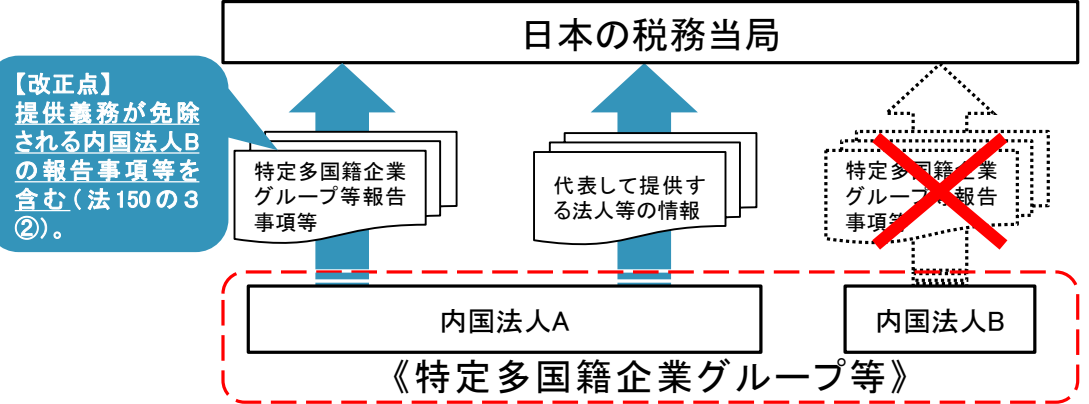 日本の税務当局
【改正点】
提供義務が免除
される内国法人B
の報告事項等を
含む(法150の3
②)。
特定多国籍企業
グループ等報告
事項等
代表して提供す
る法人等の情報
特定多国籍企業
グループ等報告
事項等
内国法人A
内国法人B
《特定多国籍企業グループ等》